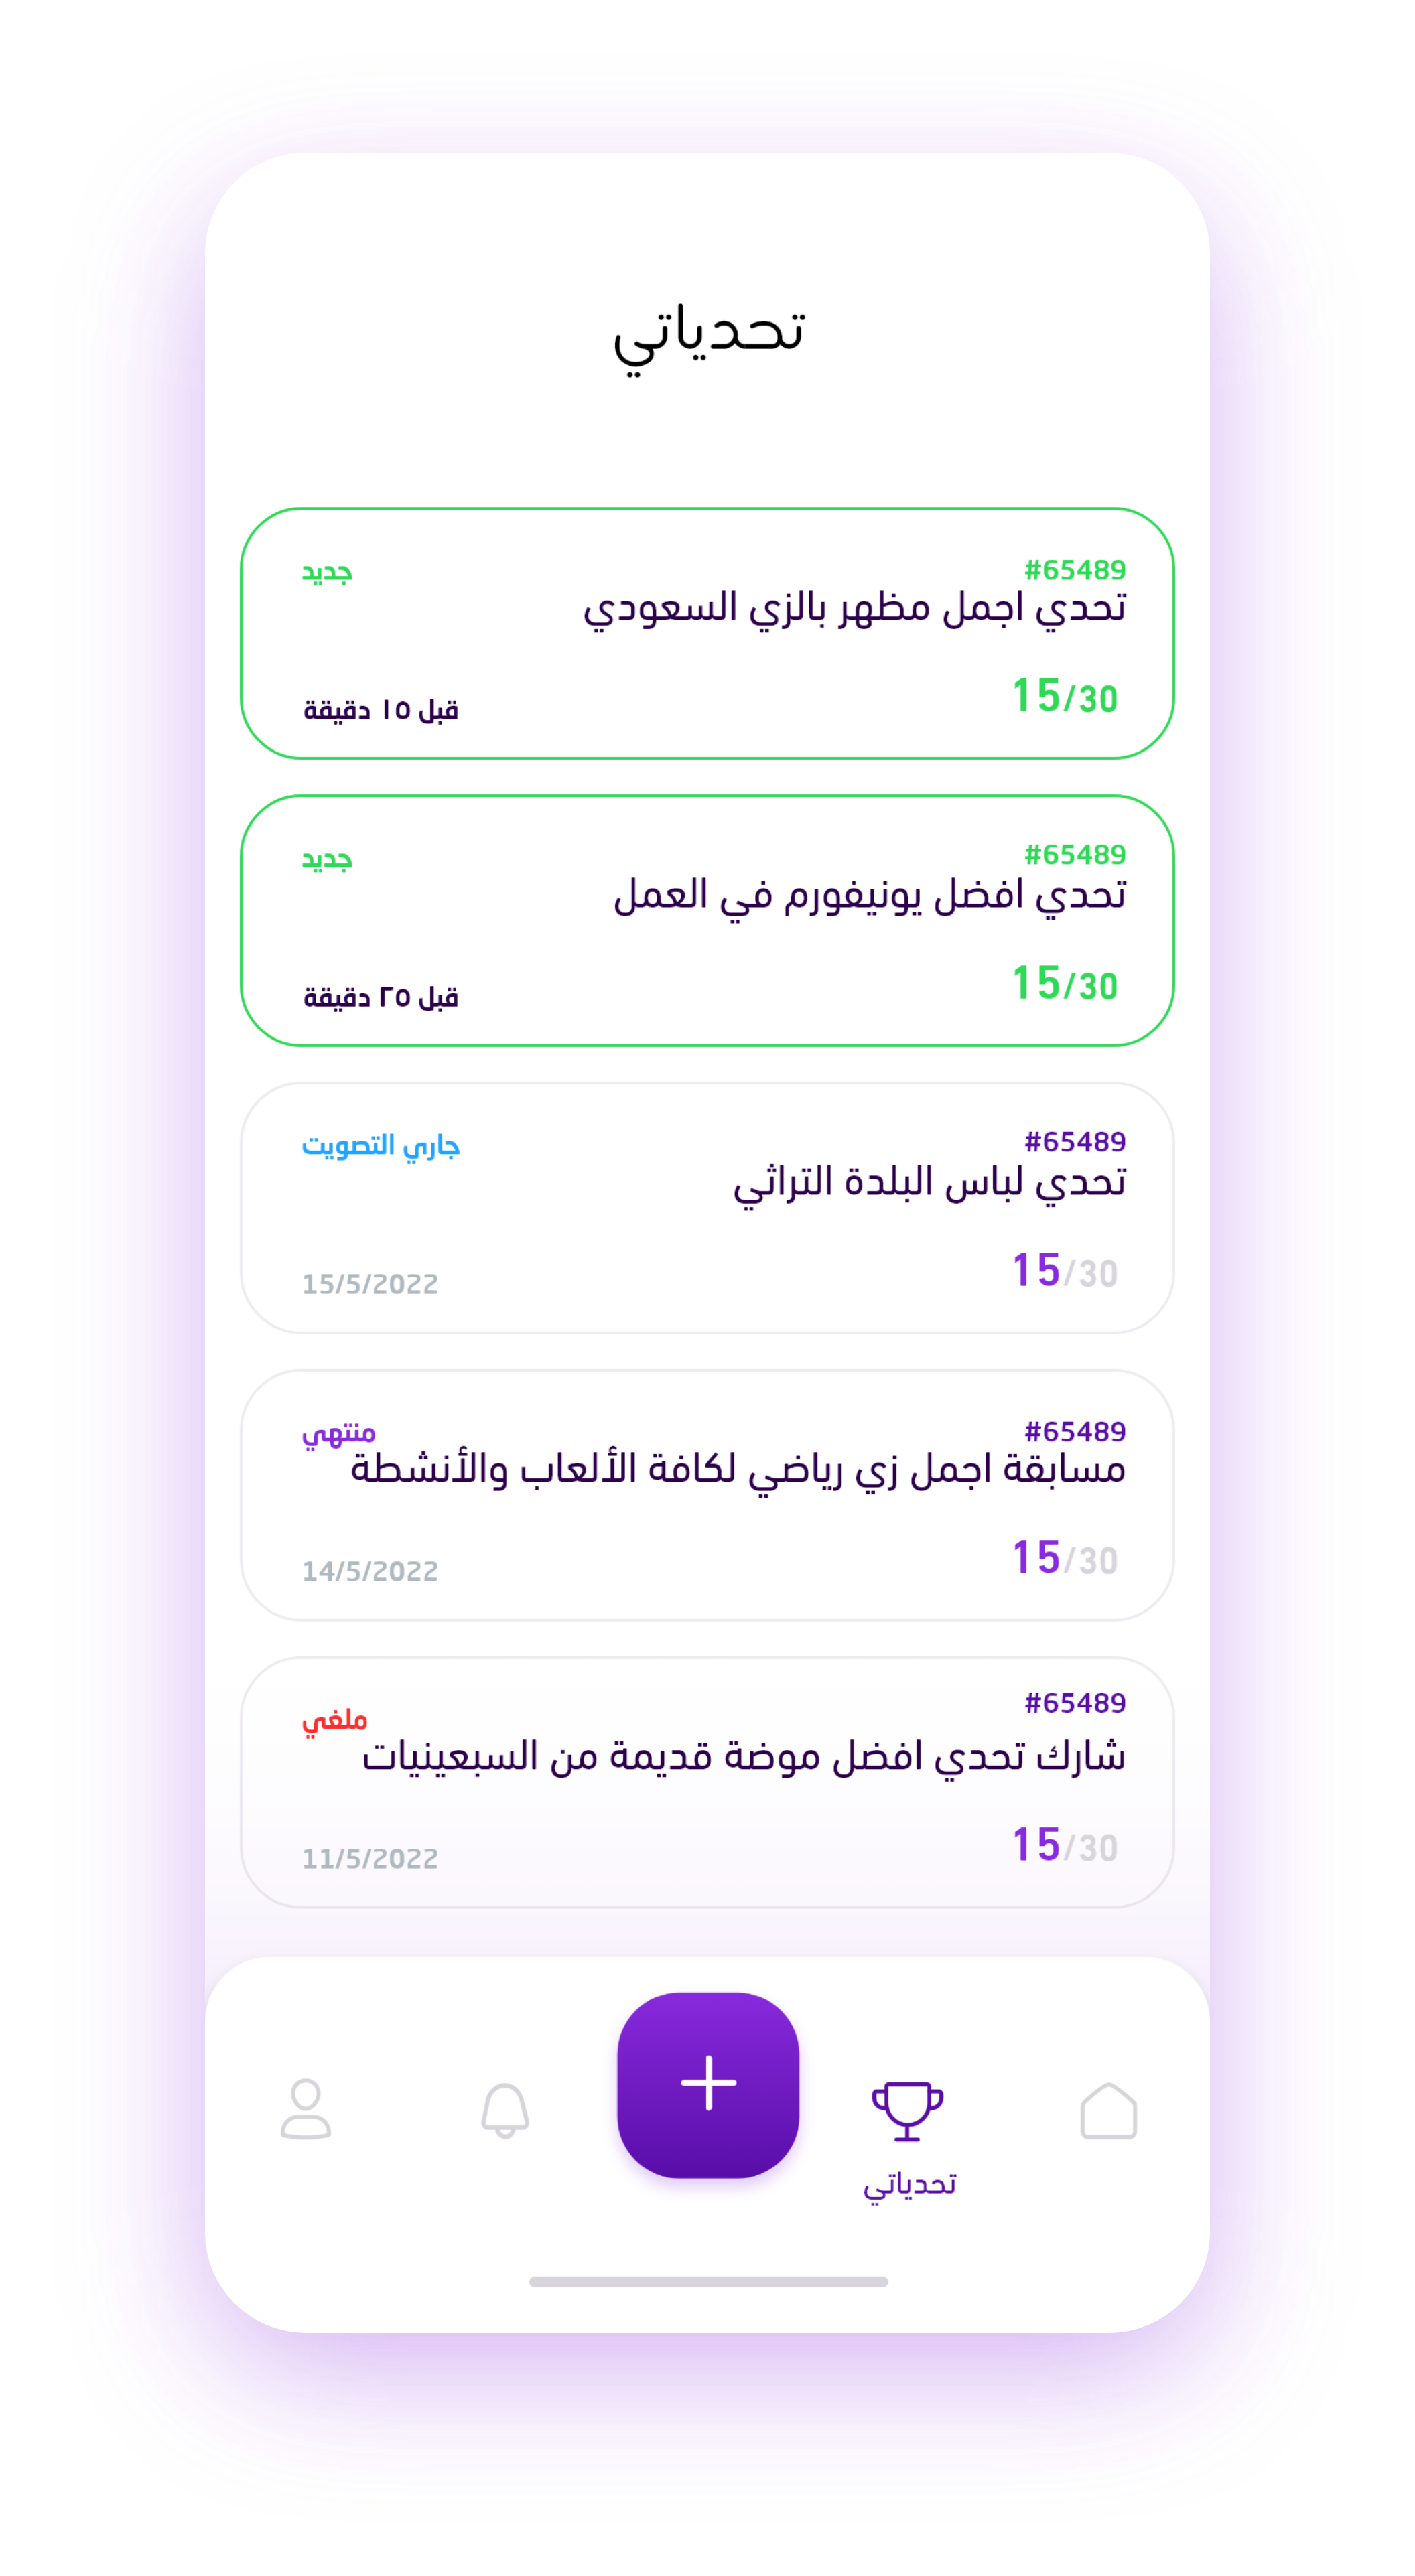 تحدياتي
#65489
جديد
تحدي اجمل مظهر بالزي السعودي
15/30
قبل ١٥ دقيقة
#65489
جديد
تحدي افضل يونيفورم في العمل
15/30
قبل ٢٥ دقيقة
#65489
جاري التصويت
تحدي لباس البلدة التراثي
15/30
15/5/2022
#65489
منتهي
مسابقة اجمل زي رياضي لكافة الألعاب والأنشطة
15/30
14/5/2022
#65489
ملغي
شارك تحدي افضل موضة قديمة من السبعينيات
15/30
11/5/2022
تحدياتي